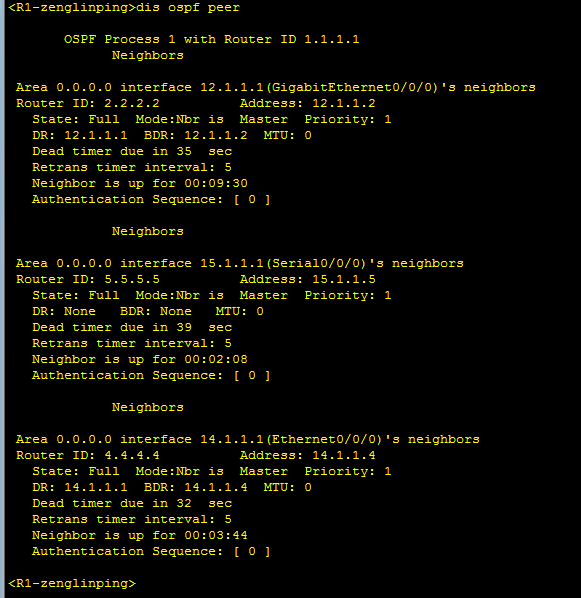 <R1-zenglinping>dis ospf peer
OSPF Process 1 with Router ID 1.1.1.1
Neighbors
Area 0.0.0.0 interface 12.1.1.1(GigabitEthernet0/0/0)'s neighbors
Router ID: 2.2.2.2 Address: 12.1.1.2
State: Full Mode:Nbr is Master Priority: 1
DR: 12.1.1.1 BDR: 12.1.1.2 MTU: 0
Dead timer due in 35 sec
Retrans timer interval: 5
Neighbor is up for 00:09:30
Authentication Sequence: [ 0 ]
Neighbors
Area 0.0.0.0 interface 15.1.1.1(Serial0/0/0)'s neighbors
Router ID: 5.5.5.5 Address: 15.1.1.5
State: Full Mode:Nbr is Master Priority: 1
DR: None BDR: None MTU: 0
Dead timer due in 39 sec
Retrans timer interval: 5
Neighbor is up for 00:02:08
Authentication Sequence: [ 0 ]
Neighbors
Area 0.0.0.0 interface 14.1.1.1(Ethernet0/0/0)'s neighbors
Router ID: 4.4.4.4 Address: 14.1.1.4
State: Full Mode:Nbr is Master Priority: 1
DR: 14.1.1.1 BDR: 14.1.1.4 MTU: 0
Dead timer due in 32 sec
Retrans timer interval: 5
Neighbor is up for 00:03:44
Authentication Sequence: [ 0 ]
<R1-zenglinping>